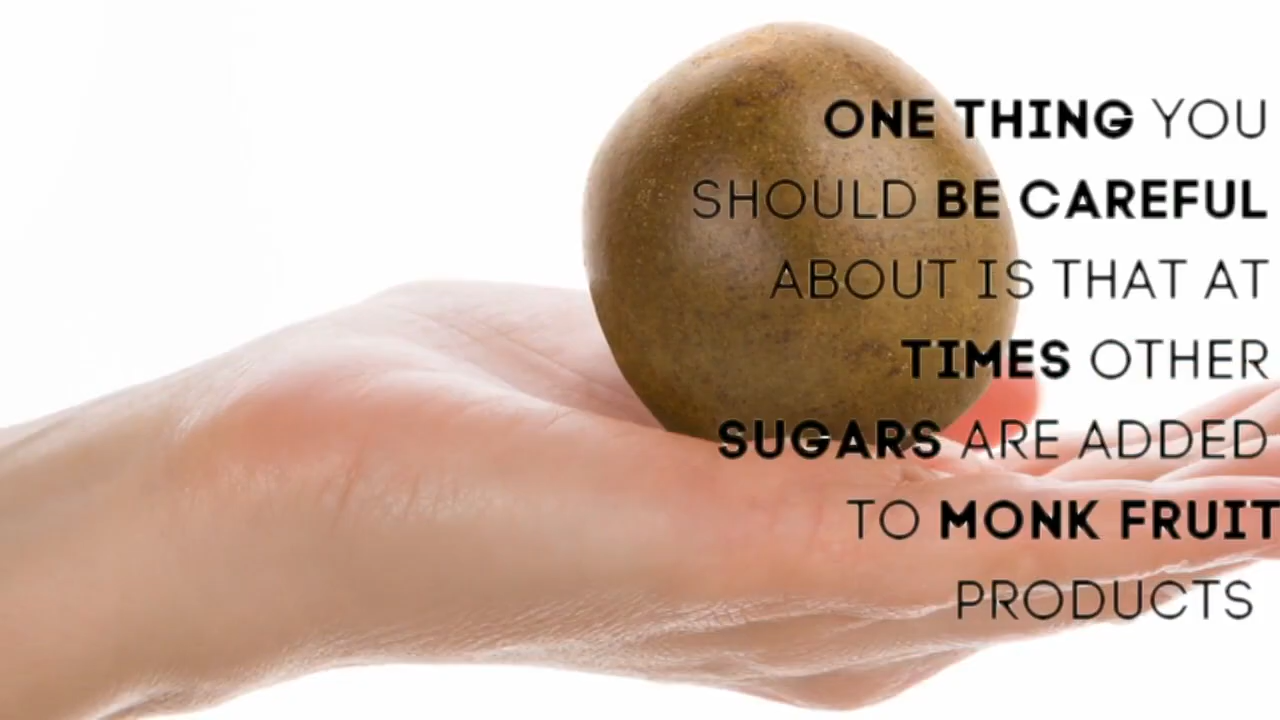 ONE THING YOU
SHOULD BE CAREFUL
ABOUT IS THAT AT
TIMES OTHER
SUGARS ARE ADDED
TO MONK FRUIT
PRODUCTS